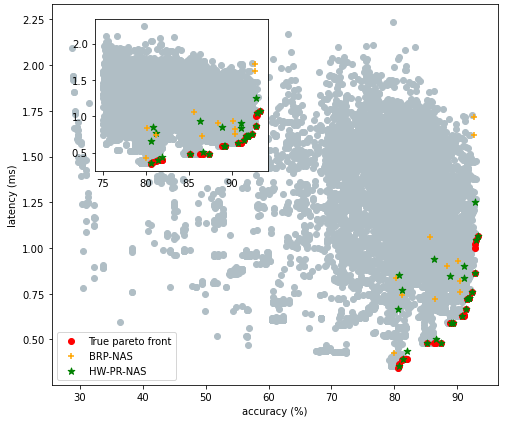 2.25
2.00
1.75
1.50
1.25
1.00
0.75
0.50
latency (ms)
2.0
1.5
1.0
0.5
75 80 85 90
True pareto front
BRP-NAS
HW-PR-NAS
30 40 50 60 70 80 90
accuracy (%)